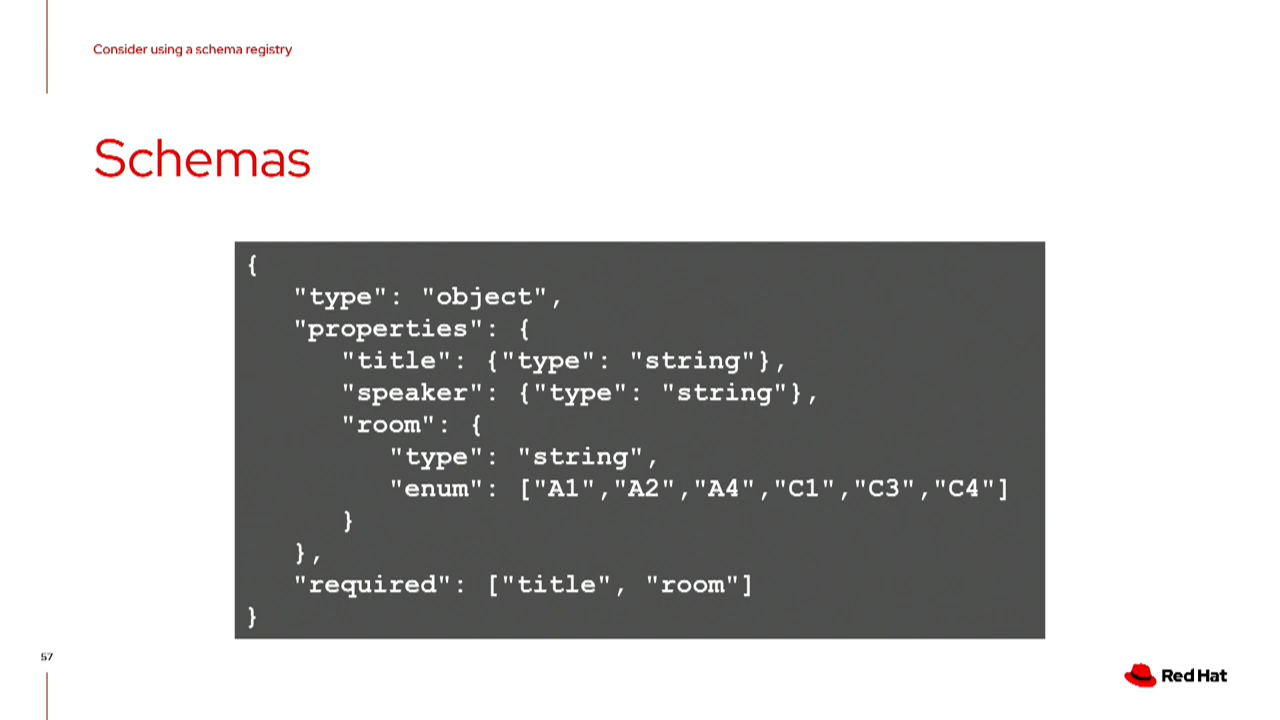 Consider using a schema registry
Schemas
{
"type": "object",
"properties": {
"title": {"type": "string"},
"speaker": {"type": "string"},
"room": {
"type": "string",
"enum": ["A1","A2","A4","C1","C3","C4"]
}
},
"required": ["title", "room"]
}
57
Red Hat